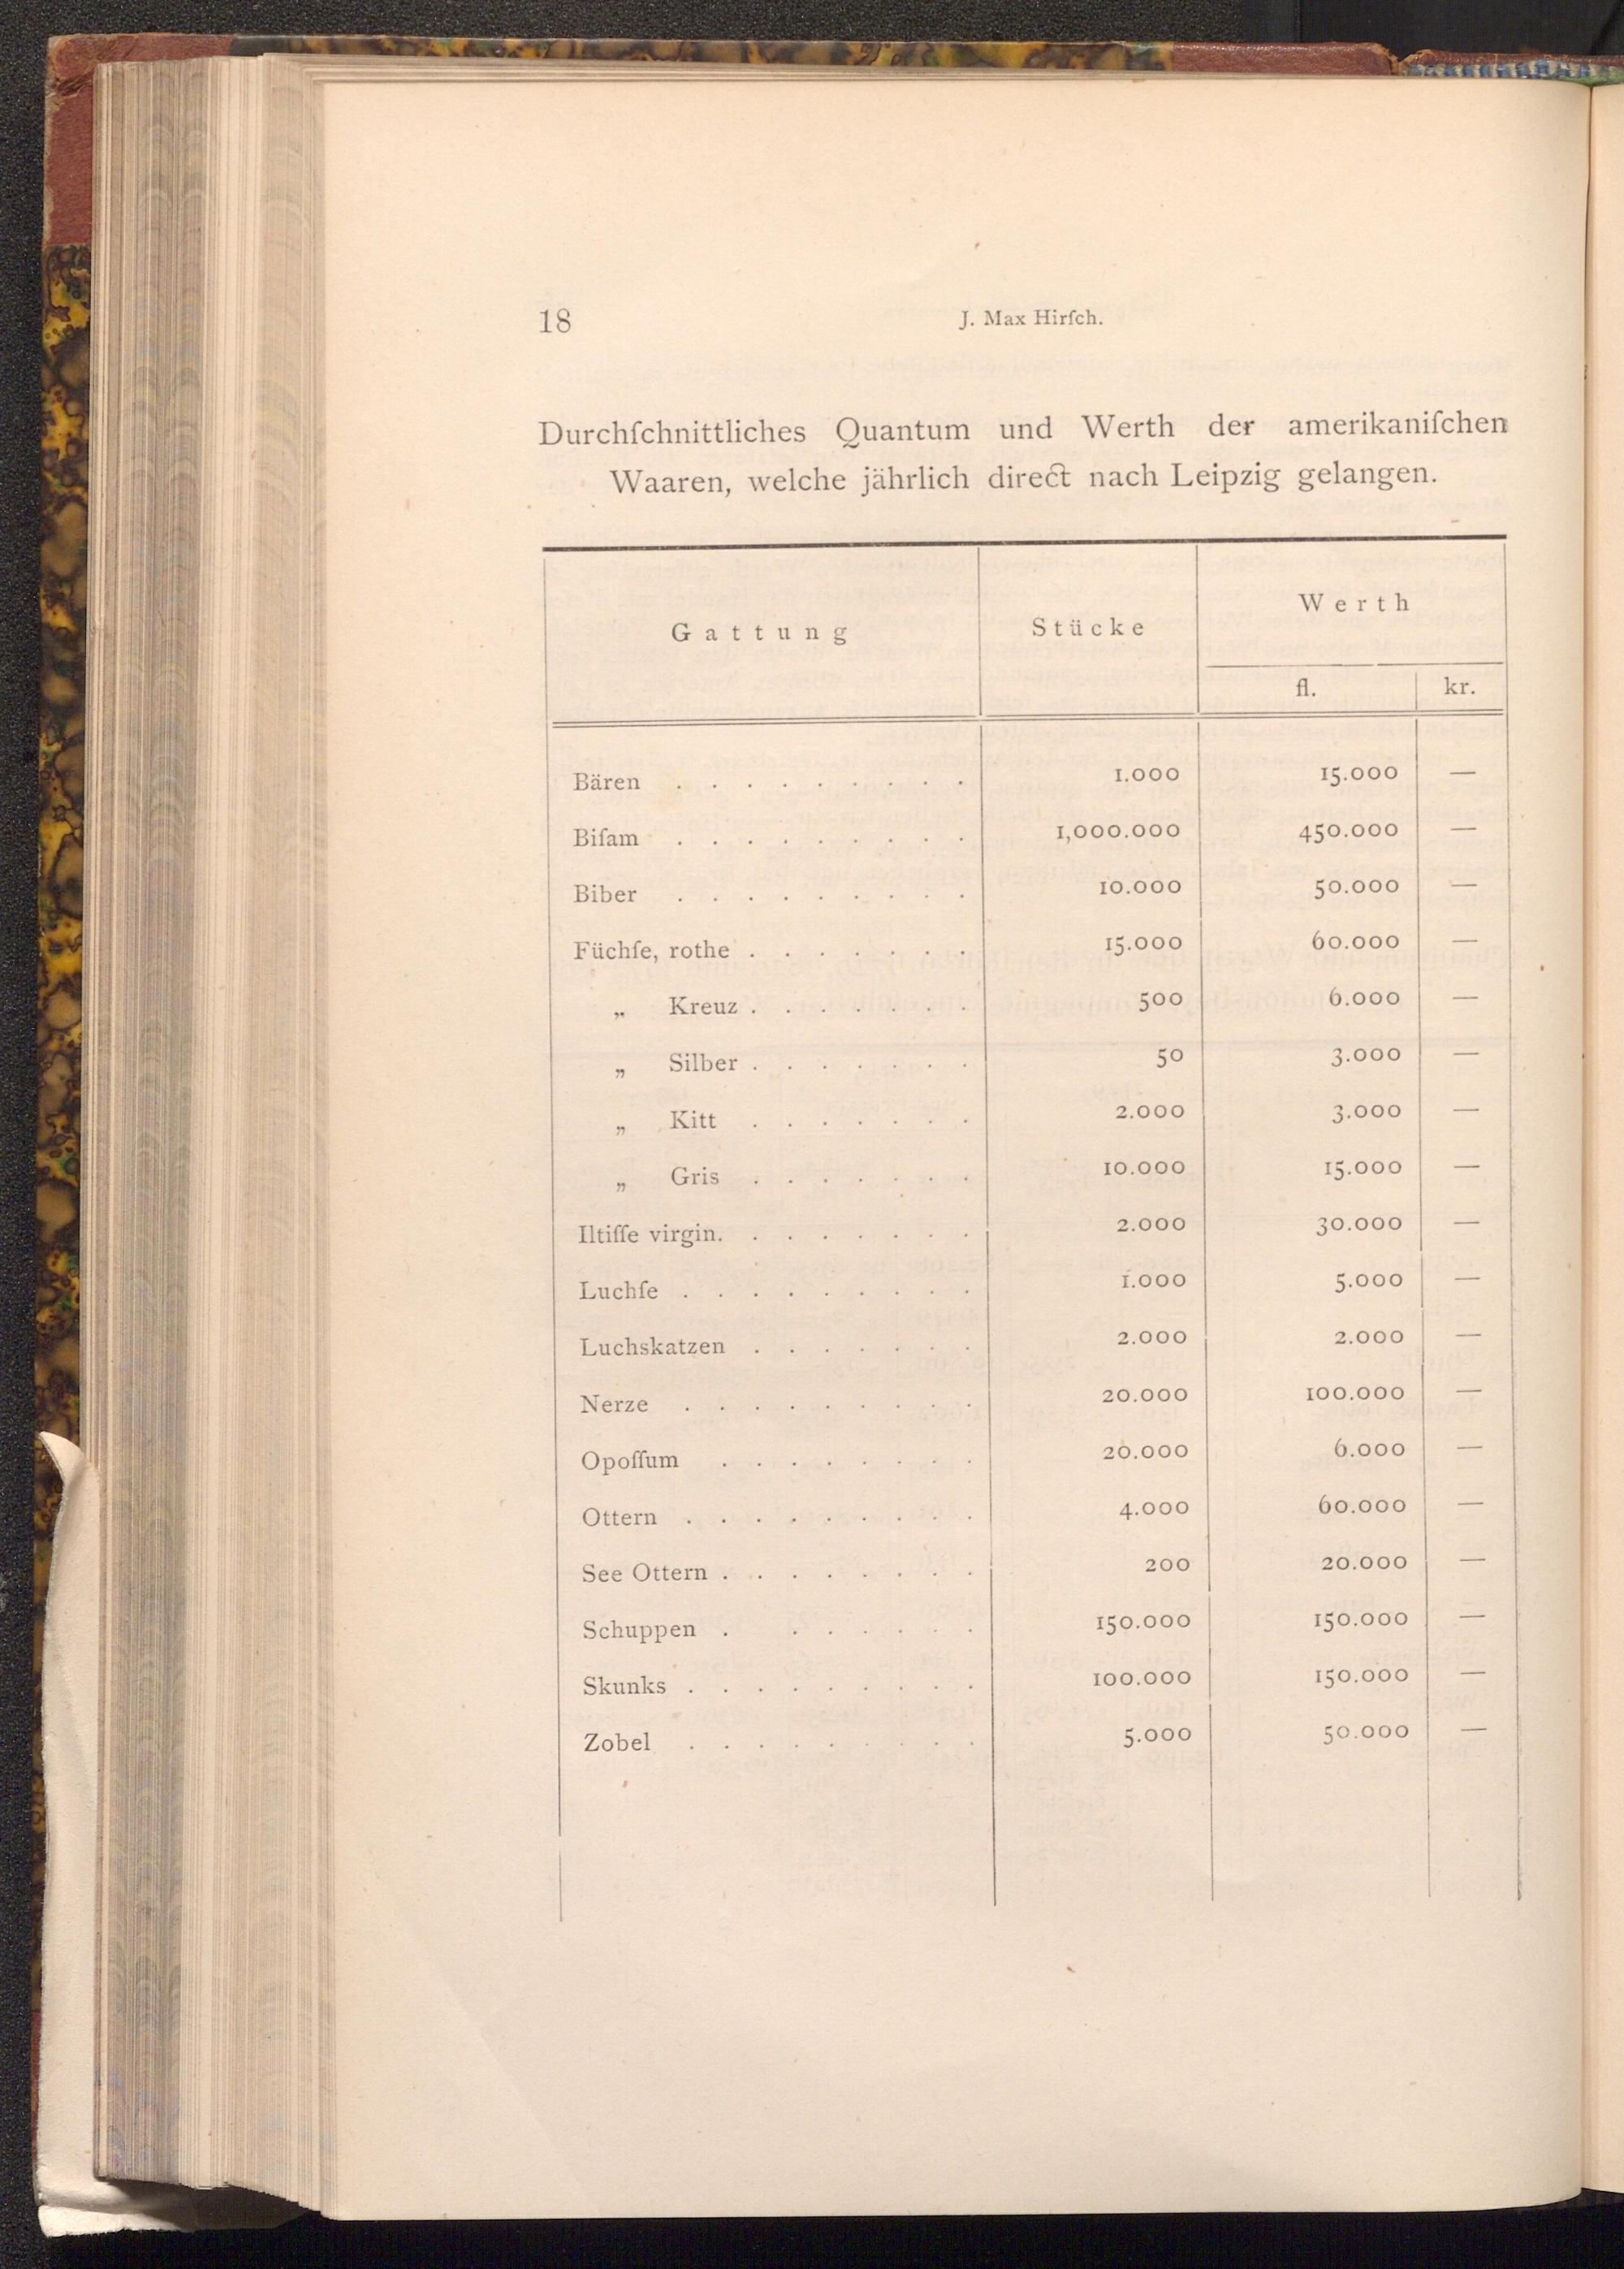 18 J. Max Hirſch.
Durchſchnittliches Quantum und Werth der amerikaniſchen
Waaren, welche jährlich direct nach Leipzig gelangen.
Gattung Stücke Werth
fl. kr.
Bären . . . . . . . . . 1.000 15.000 —
Biſam . . . . . . . . . 1,000.000 450.000 —
Biber . . . . . . . . . 10.000 50.000 —
Füchſe, rothe . . . . . . . 15.000 60.000 —
„ Kreuz . . . . . . . 500 6.000 —
„ Silber . . . . . . . 50 3.000 —
„ Kitt . . . . . . . 2.000 3.000 —
„ Gris . . . . . . . 10.000 15.000 —
Iltiſſe virgin. . . . . . . . 2.000 30.000 —
Luchſe . . . . . . . . . 1.000 5.000 —
Luchskatzen . . . . . . . 2.000 2.000 —
Nerze . . . . . . . . . 20.000 100.000 —
Opoſſum . . . . . . . . 20.000 6.000 —
Ottern . . . . . . . . . 4.000 60.000 —
See Ottern . . . . . . . . 200 20.000 —
Schuppen . . . . . . . 150.000 150.000 —
Skunks . . . . . . . . . 100.000 150.000 —
Zobel . . . . . . . . . 5.000 50.000 —